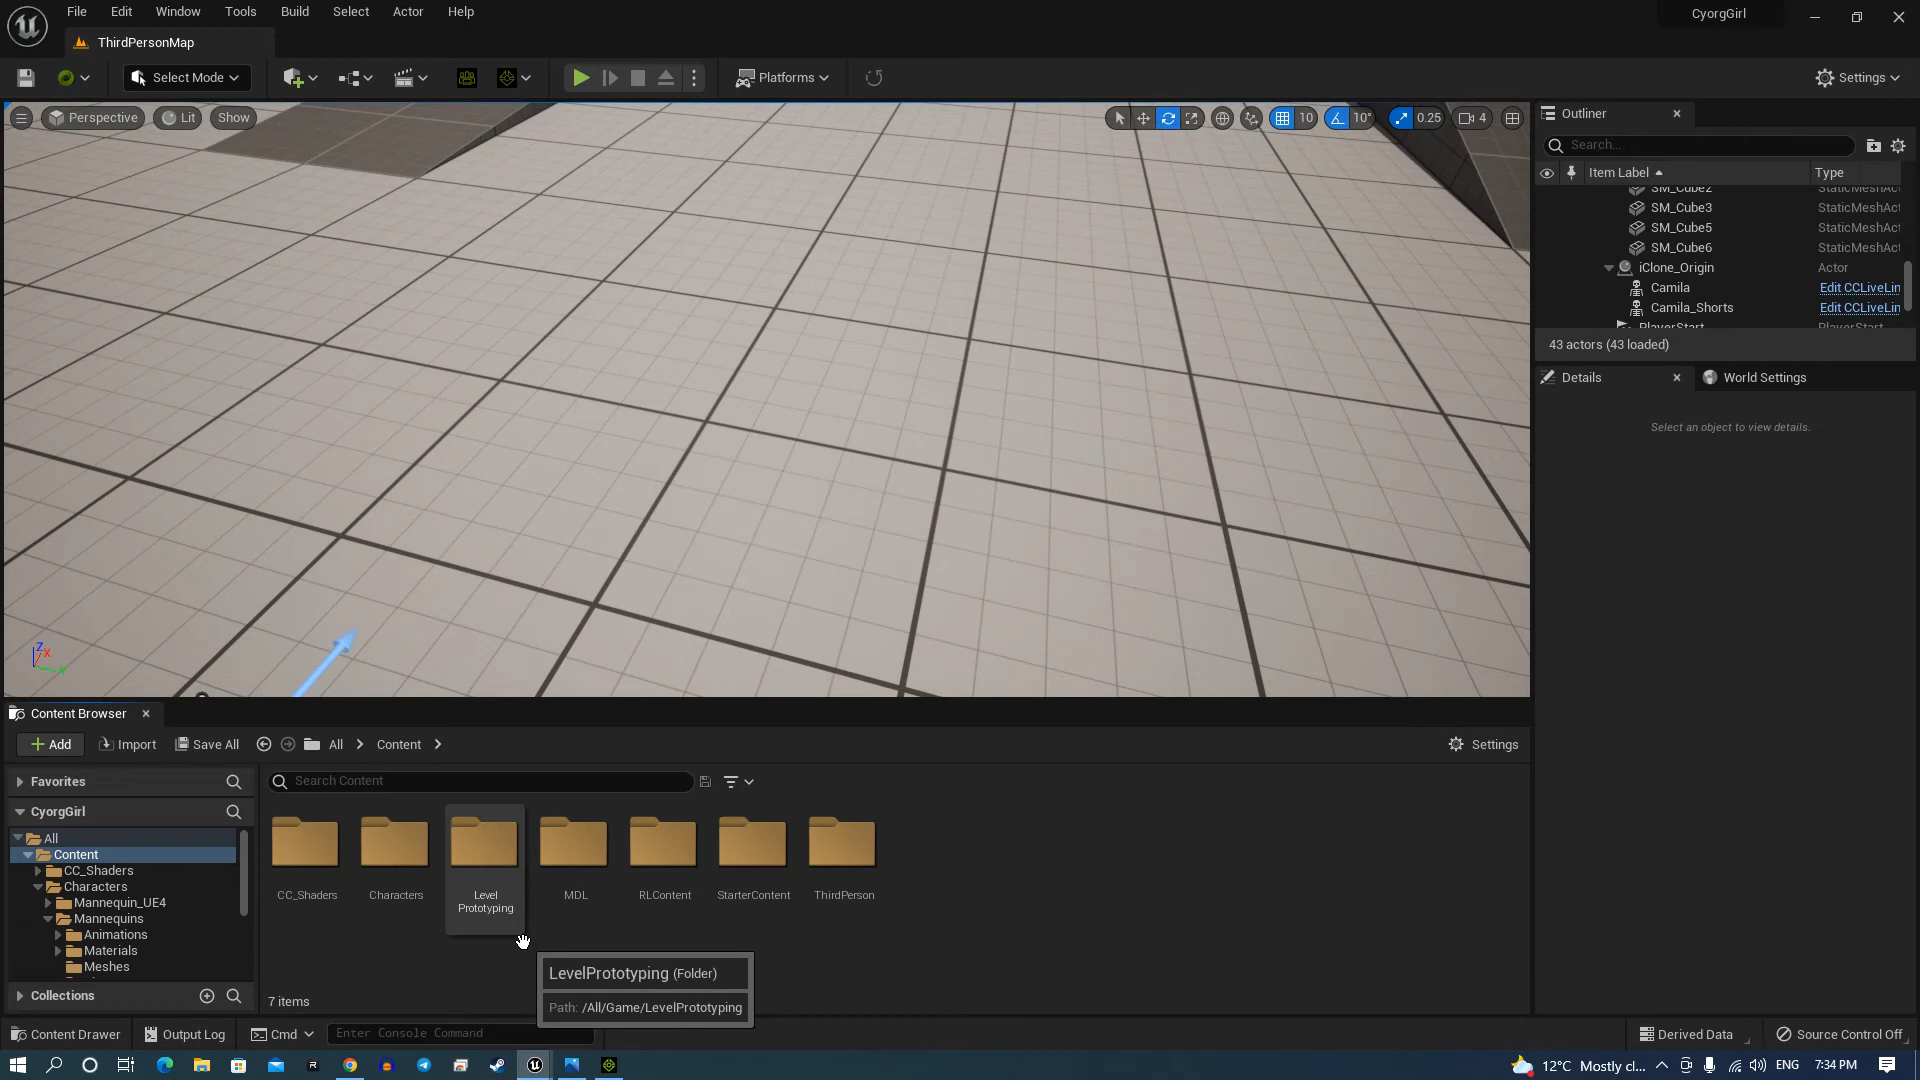 File Edit Window Tools Build Select Actor Help
CyorgGirl
ThirdPersonMap
Select Mode
Platforms
Settings
Perspective Lit Show
10 10° 0.25 4
Outliner
Search...
Item Label Type
SM_Cube2 StaticMeshAct
SM_Cube3 StaticMeshAct
SM_Cube5 StaticMeshAct
SM_Cube6 StaticMeshAct
iClone_Origin Actor
Camila Edit CCLiveLin
Camila_Shorts Edit CCLiveLin
PlayerStart PlayerStart
43 actors (43 loaded)
Details World Settings
Select an object to view details.
Z X Y
Content Browser
Add Import Save All All Content Settings
Favorites
Search Content
CyorgGirl
All
Content
CC_Shaders
Characters
Mannequin_UE4
Mannequins
Animations
Materials
Meshes
Collections
CC_Shaders Characters Level Prototyping MDL RLContent StarterContent ThirdPerson
7 items
LevelPrototyping (Folder)
Path: /All/Game/LevelPrototyping
Content Drawer Output Log Cmd Enter Console Command Derived Data Source Control Off
12°C Mostly cl... ENG 7:34 PM